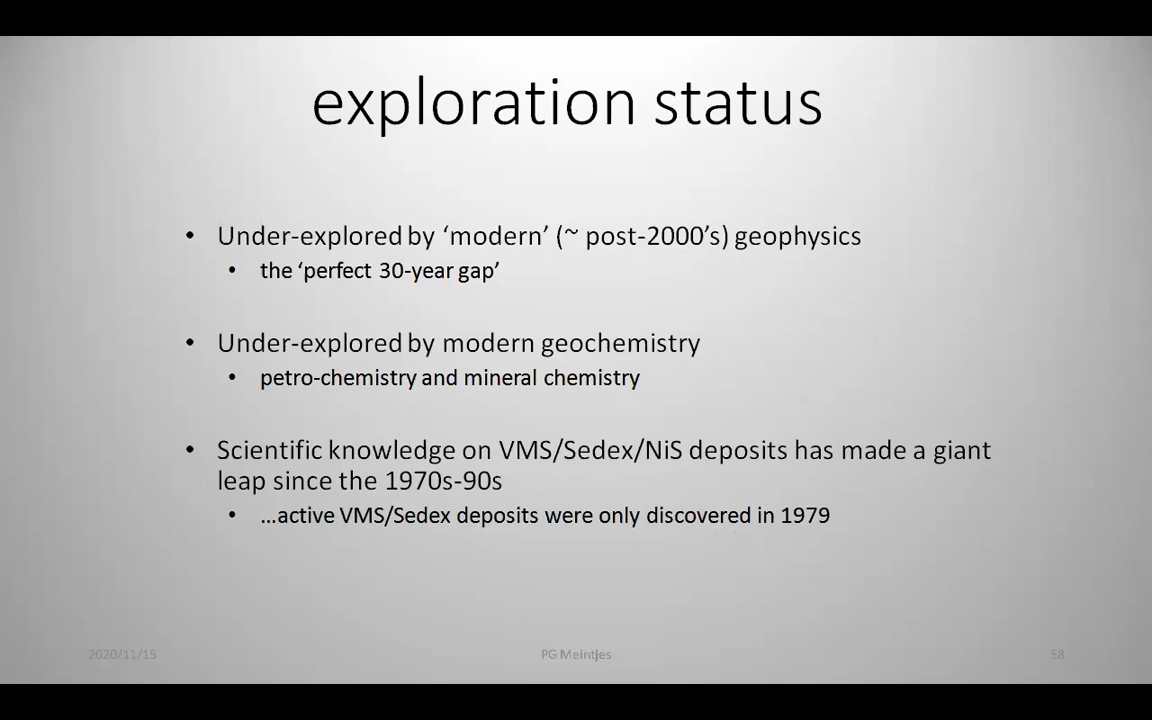 exploration status
• Under-explored by ‘modern’ (~ post-2000’s) geophysics
• the ‘perfect 30-year gap’
• Under-explored by modern geochemistry
• petro-chemistry and mineral chemistry
• Scientific knowledge on VMS/Sedex/NiS deposits has made a giant
leap since the 1970s-90s
• …active VMS/Sedex deposits were only discovered in 1979
2020/11/15
PG Meintjes
58